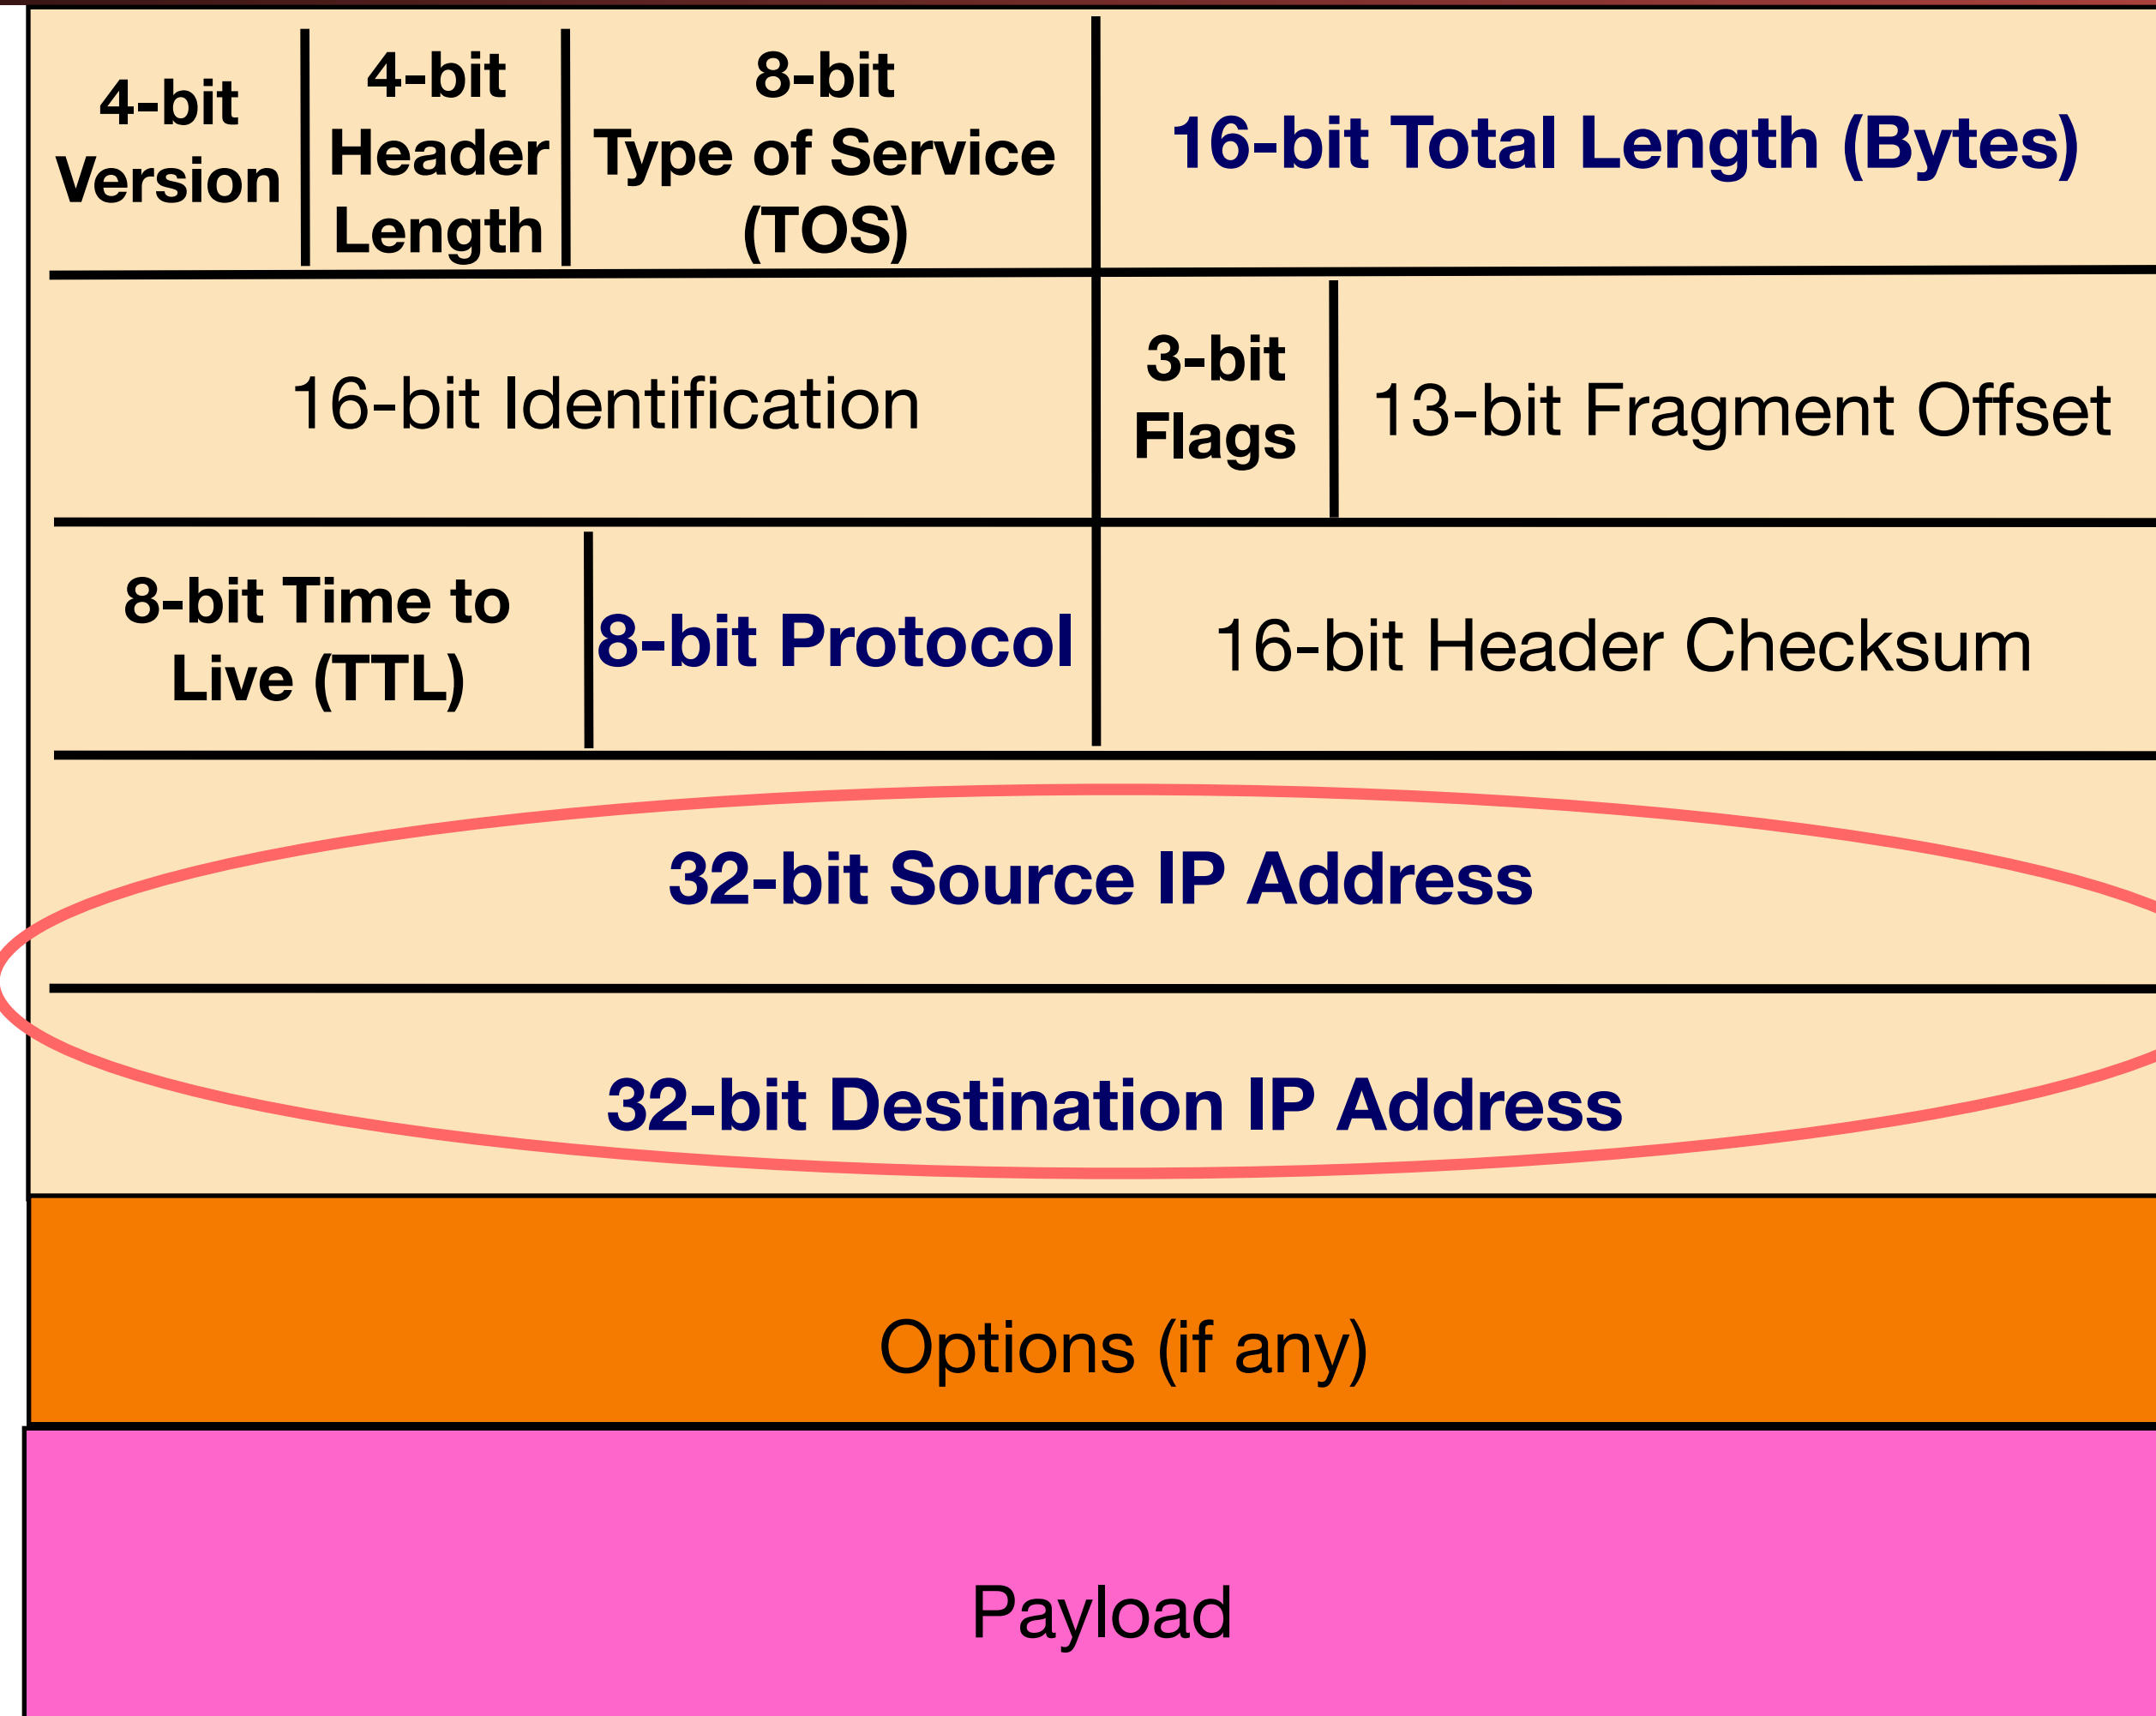 4-bit
Version
4-bit
Header
Length
8-bit
Type of Service
(TOS)
16-bit Total Length (Bytes)
16-bit Identification
3-bit
Flags
13-bit Fragment Offset
8-bit Time to
Live (TTL)
8-bit Protocol
16-bit Header Checksum
32-bit Source IP Address
32-bit Destination IP Address
Options (if any)
Payload